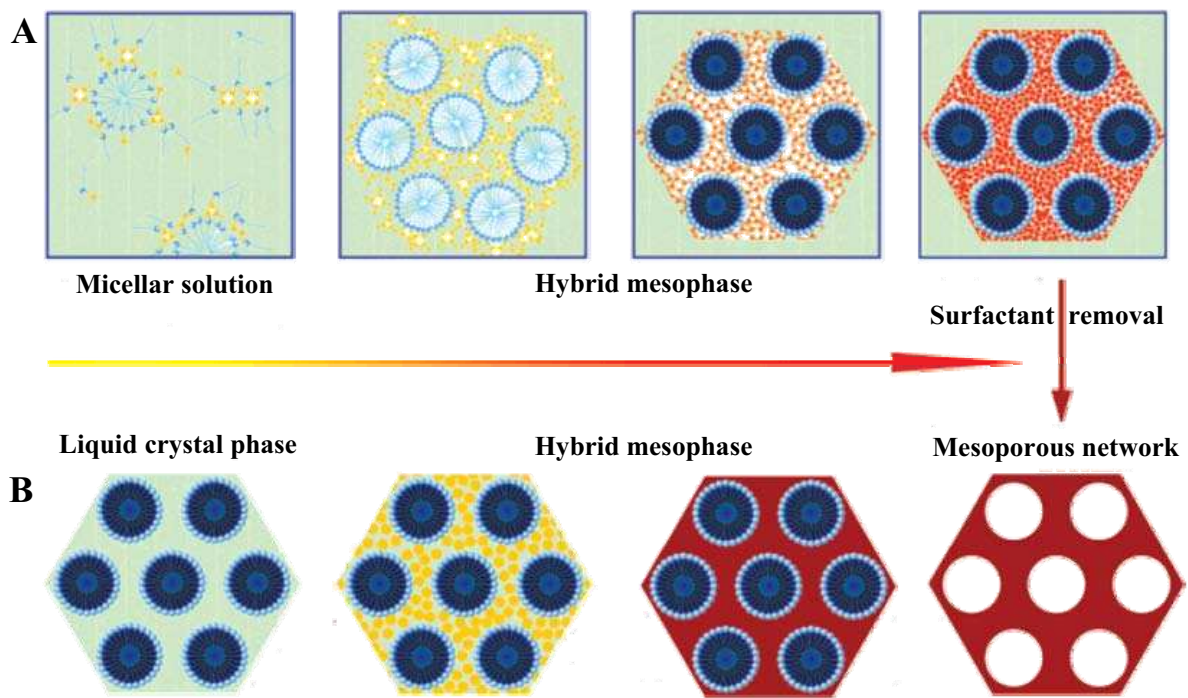 A
Micellar solution
Hybrid mesophase
Surfactant removal
Liquid crystal phase
Hybrid mesophase
Mesoporous network
B